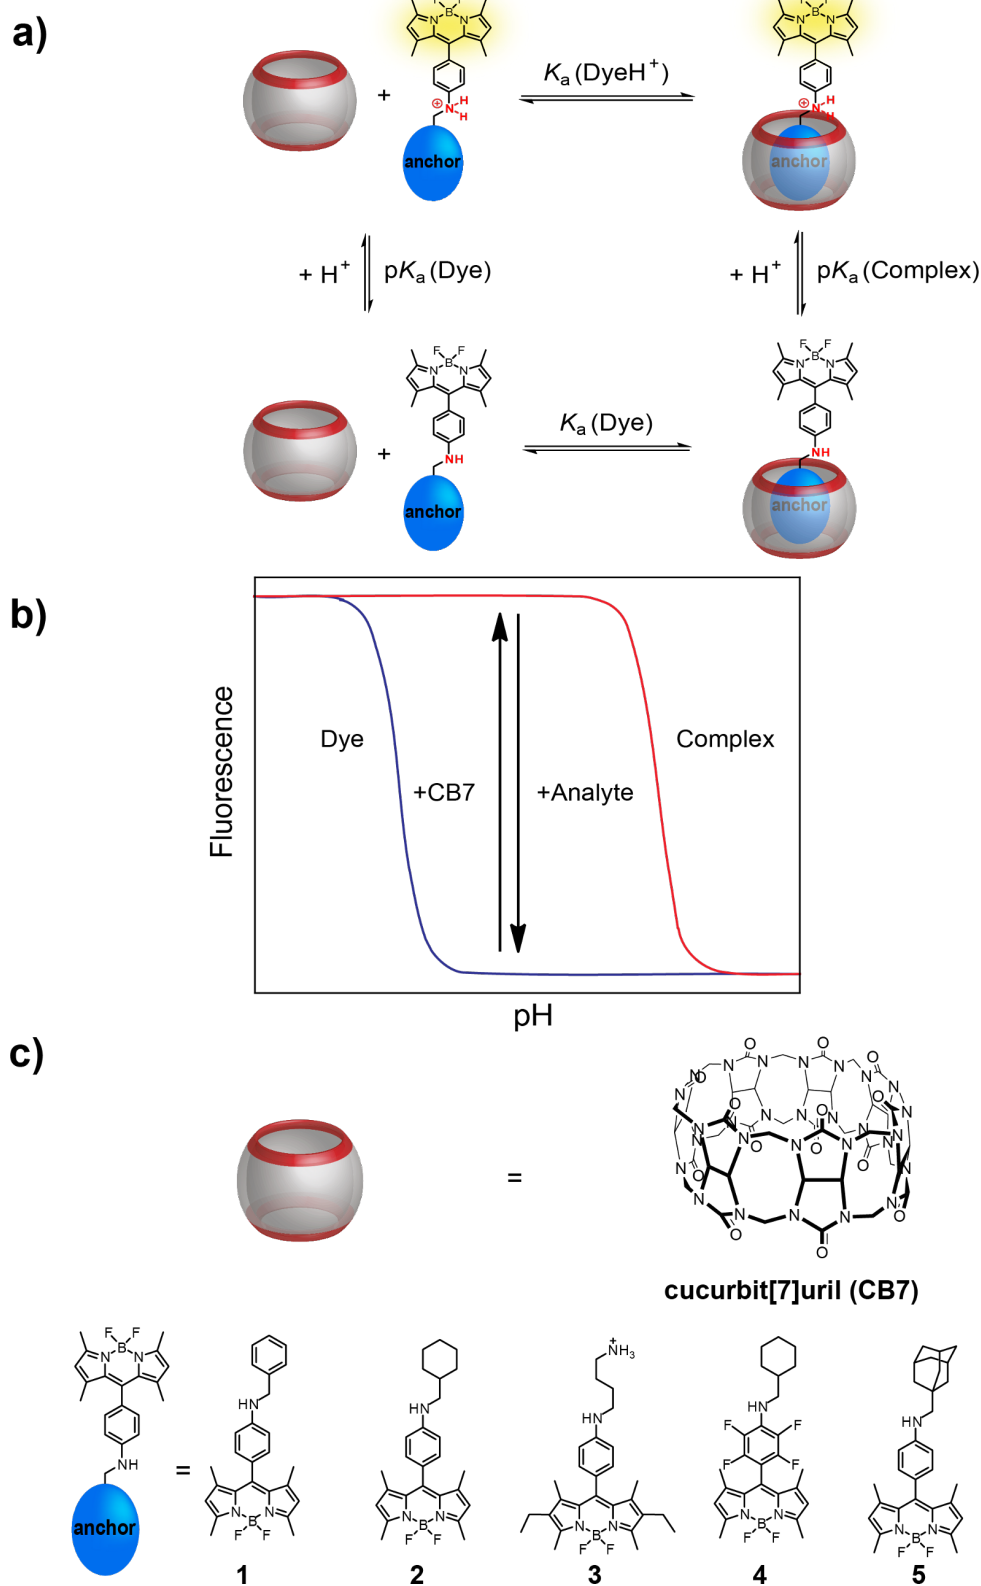 a)
B
N N
+
Ka (DyeH+)
⊕ N H
H
anchor
B
N N
⊕ N H
H
anchor
+ H+
pKa (Dye)
+ H+
pKa (Complex)
F F
B
N N
+
NH
anchor
Ka (Dye)
F F
B
N N
NH
anchor
b)
Fluorescence
Dye
+CB7
+Analyte
Complex
pH
c)
=
O O O
N N N N N N
O O O O
N N N N N N
O O O
N N N N N N
O O O
cucurbit[7]uril (CB7)
F F
B
N N
NH
anchor
=
HN
N N
B
F F
1
HN
N N
B
F F
2
+
NH3
HN
N N
B
F F
3
HN
F F
F F
N N
B
F F
4
HN
N N
B
F F
5